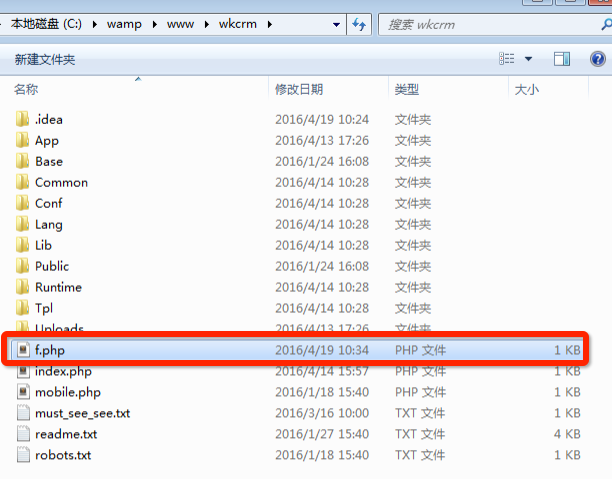 本地磁盘 (C:) ▸ wamp ▸ www ▸ wkcrm ▸ 搜索 wkcrm
新建文件夹
名称 修改日期 类型 大小
.idea 2016/4/19 10:24 文件夹
App 2016/4/13 17:26 文件夹
Base 2016/1/24 16:08 文件夹
Common 2016/4/14 10:28 文件夹
Conf 2016/4/14 10:28 文件夹
Lang 2016/4/14 10:28 文件夹
Lib 2016/4/14 10:28 文件夹
Public 2016/1/24 16:08 文件夹
Runtime 2016/4/14 10:28 文件夹
Tpl 2016/4/14 10:28 文件夹
Uploads 2016/4/13 17:26 文件夹
f.php 2016/4/19 10:34 PHP 文件 1 KB
index.php 2016/4/14 15:57 PHP 文件 1 KB
mobile.php 2016/1/18 15:40 PHP 文件 1 KB
must_see_see.txt 2016/3/16 10:00 TXT 文件 1 KB
readme.txt 2016/1/27 15:40 TXT 文件 4 KB
robots.txt 2016/1/18 15:40 TXT 文件 1 KB